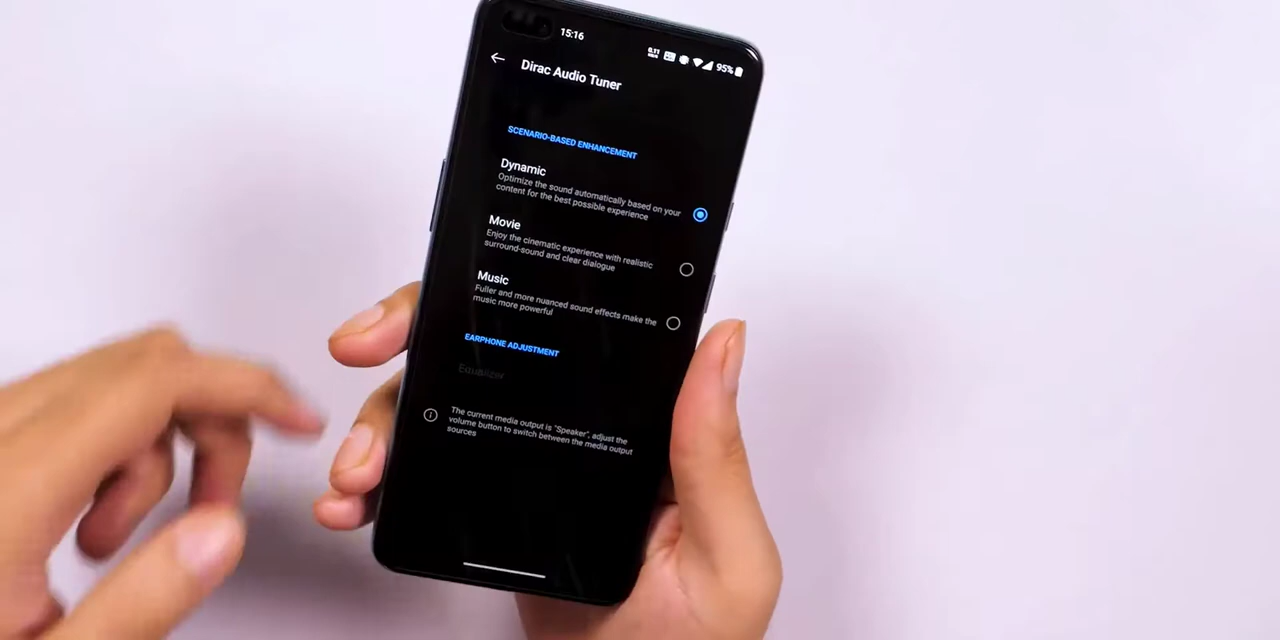 15:16
0.11
95%
Dirac Audio Tuner
SCENARIO-BASED ENHANCEMENT
Dynamic
Optimize the sound automatically based on your
content for the best possible experience
Movie
Enjoy the cinematic experience with realistic
surround-sound and clear dialogue
Music
Fuller and more nuanced sound effects make the
music more powerful
EARPHONE ADJUSTMENT
Equalizer
The current media output is "Speaker", adjust the
volume button to switch between the media output
sources